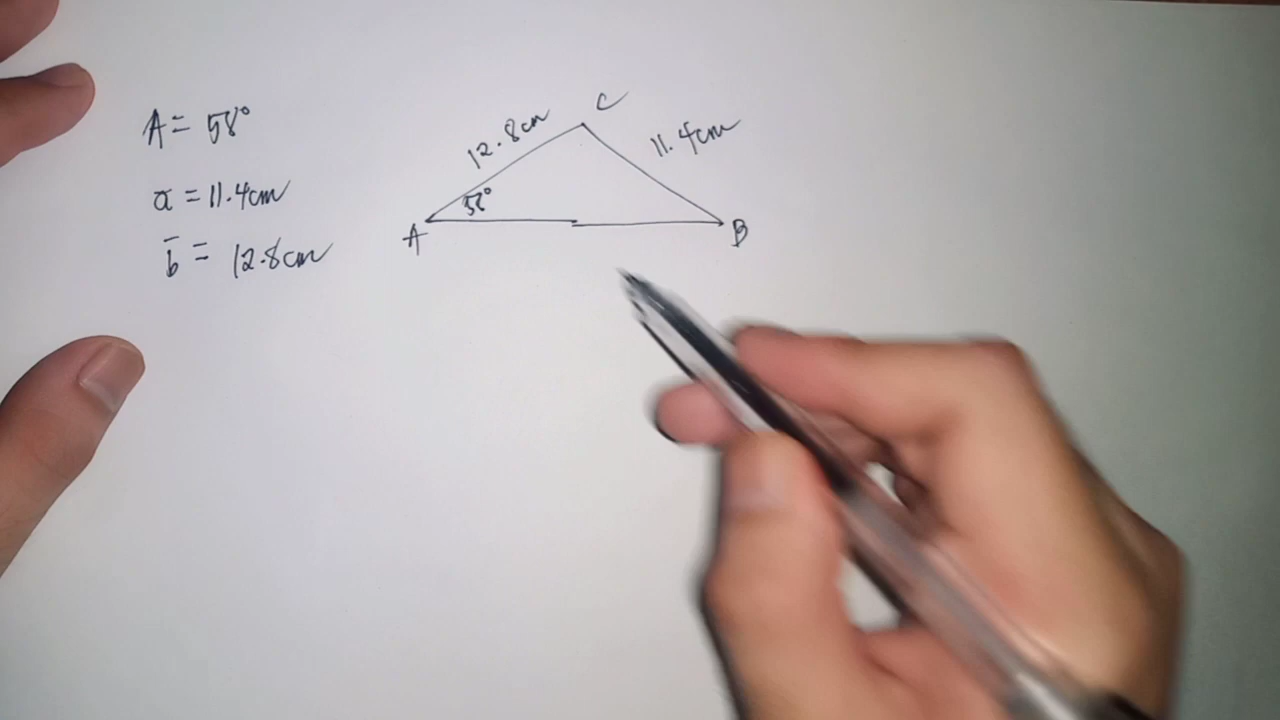 A = 58°
a = 11.4cm
b = 12.8cm
C
12.8cm
11.4cm
58°
A
B